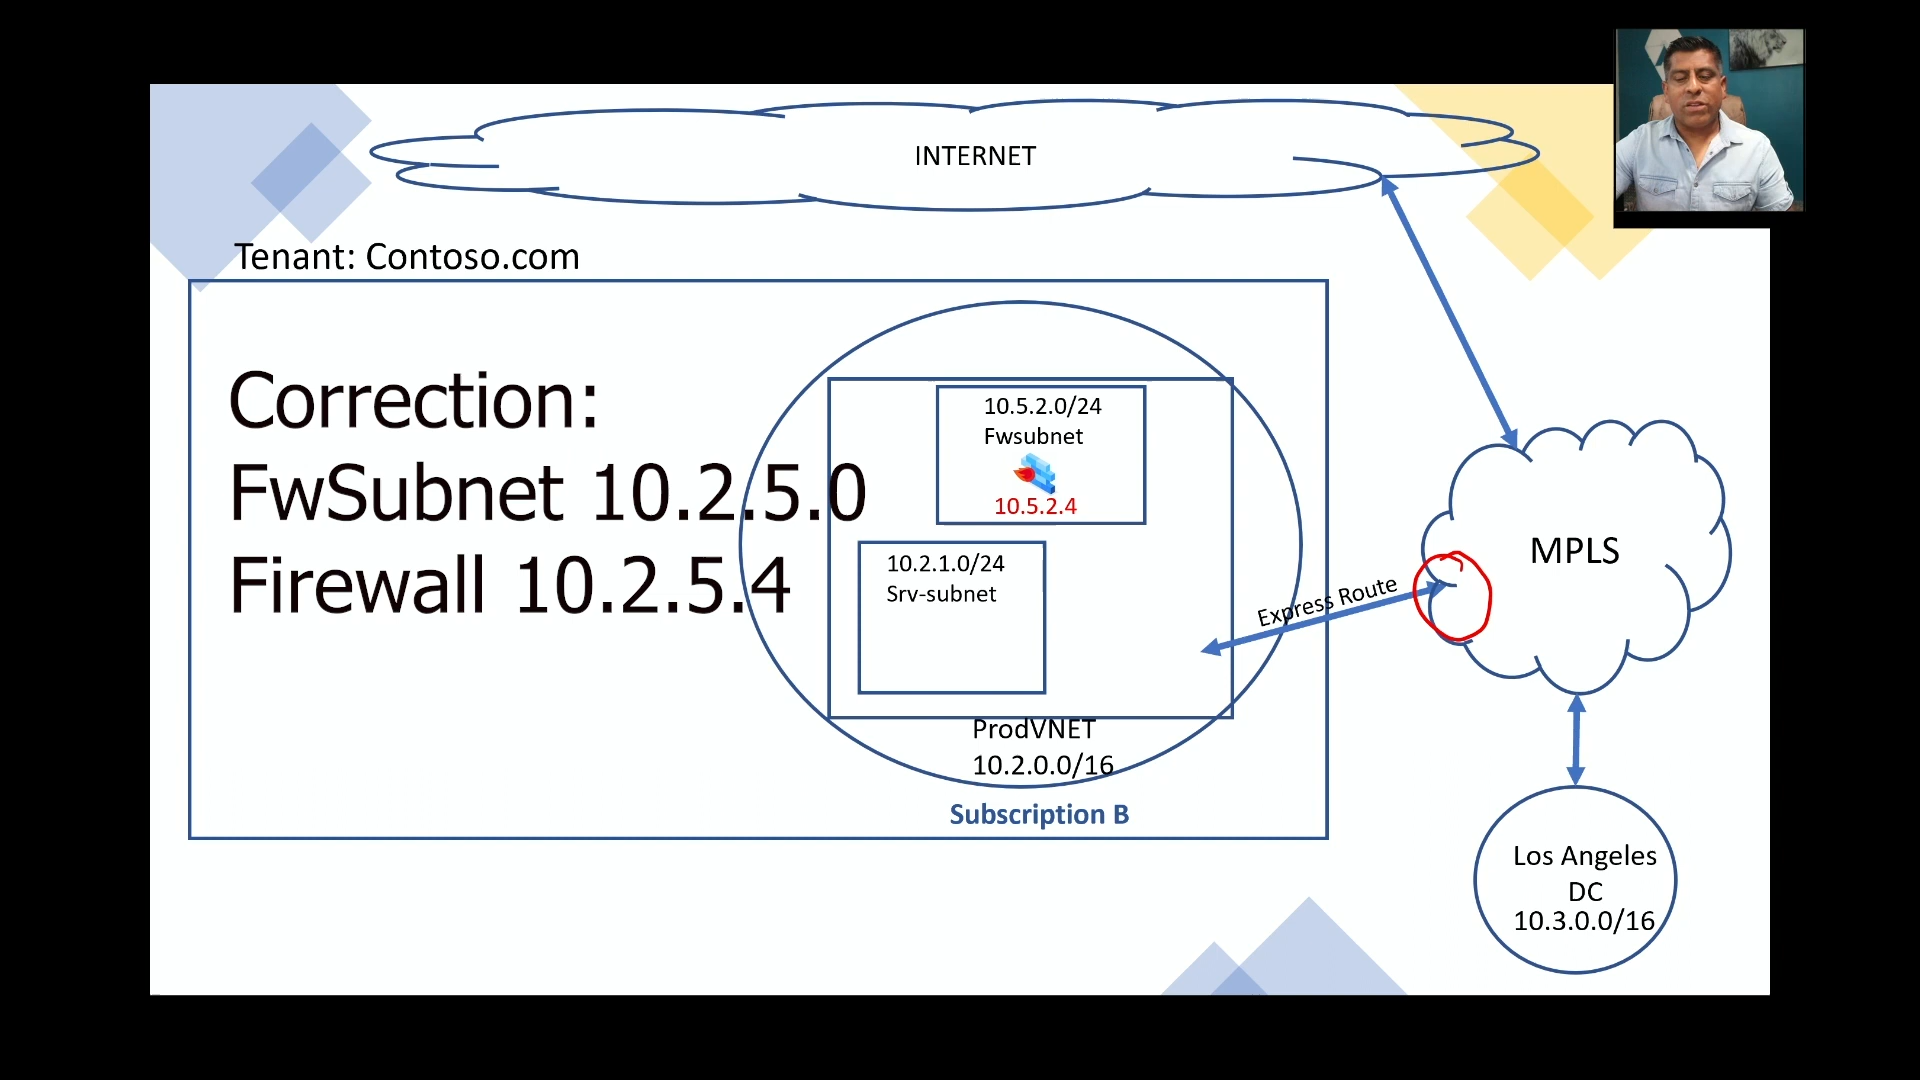 INTERNET
Tenant: Contoso.com
Correction:
FwSubnet 10.2.5.0
Firewall 10.2.5.4
10.5.2.0/24
Fwsubnet
10.5.2.4
10.2.1.0/24
Srv-subnet
ProdVNET
10.2.0.0/16
Subscription B
Express Route
MPLS
Los Angeles
DC
10.3.0.0/16